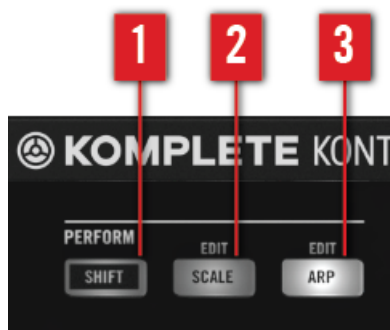 1 2 3
KOMPLETE KONT
PERFORM
EDIT EDIT
SHIFT SCALE ARP